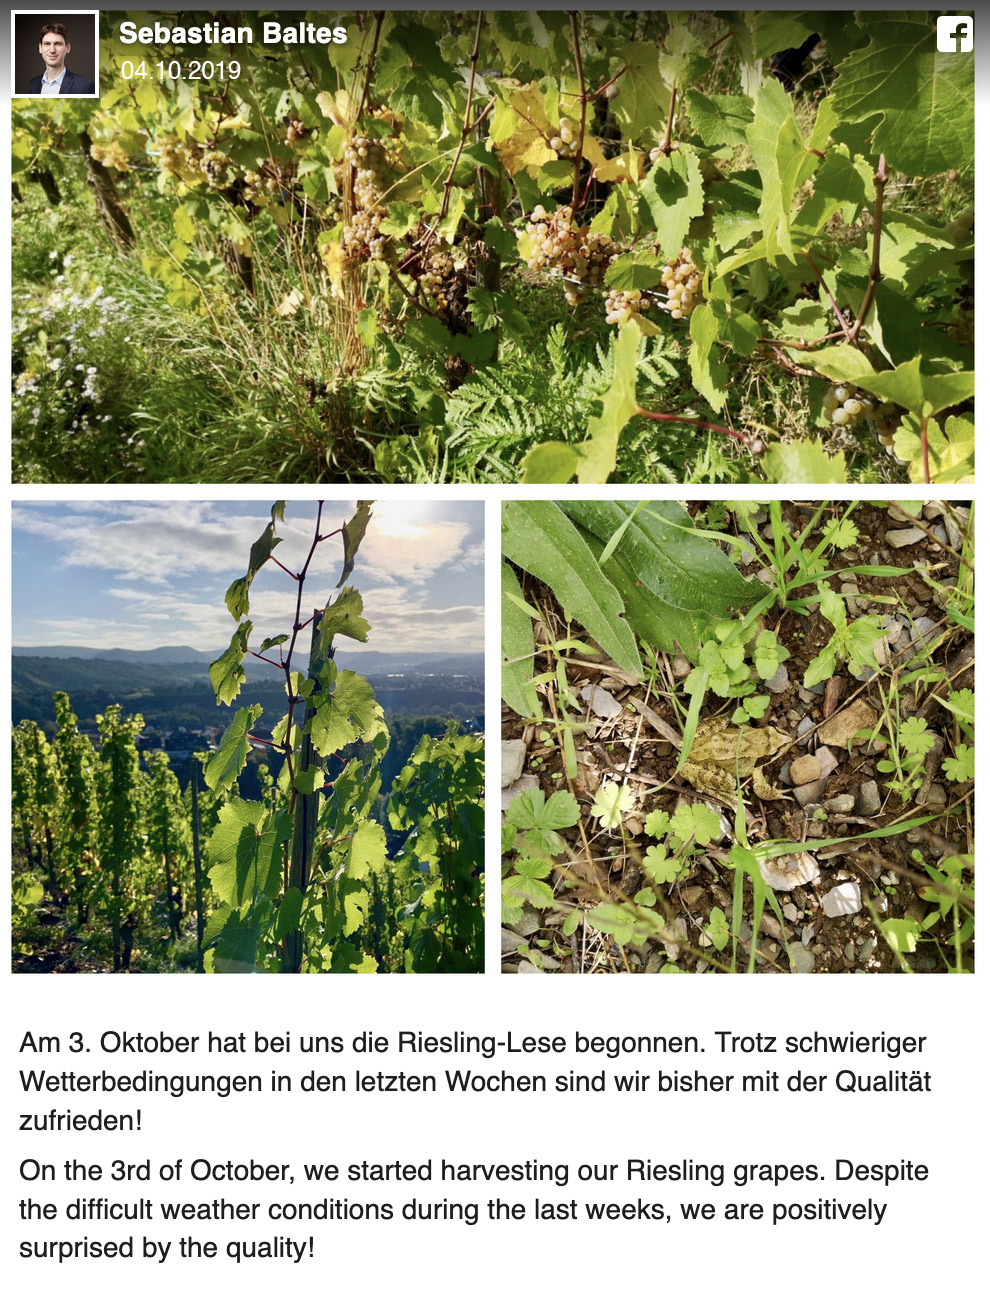 Sebastian Baltes
04.10.2019
Am 3. Oktober hat bei uns die Riesling-Lese begonnen. Trotz schwieriger
Wetterbedingungen in den letzten Wochen sind wir bisher mit der Qualität
zufrieden!
On the 3rd of October, we started harvesting our Riesling grapes. Despite
the difficult weather conditions during the last weeks, we are positively
surprised by the quality!